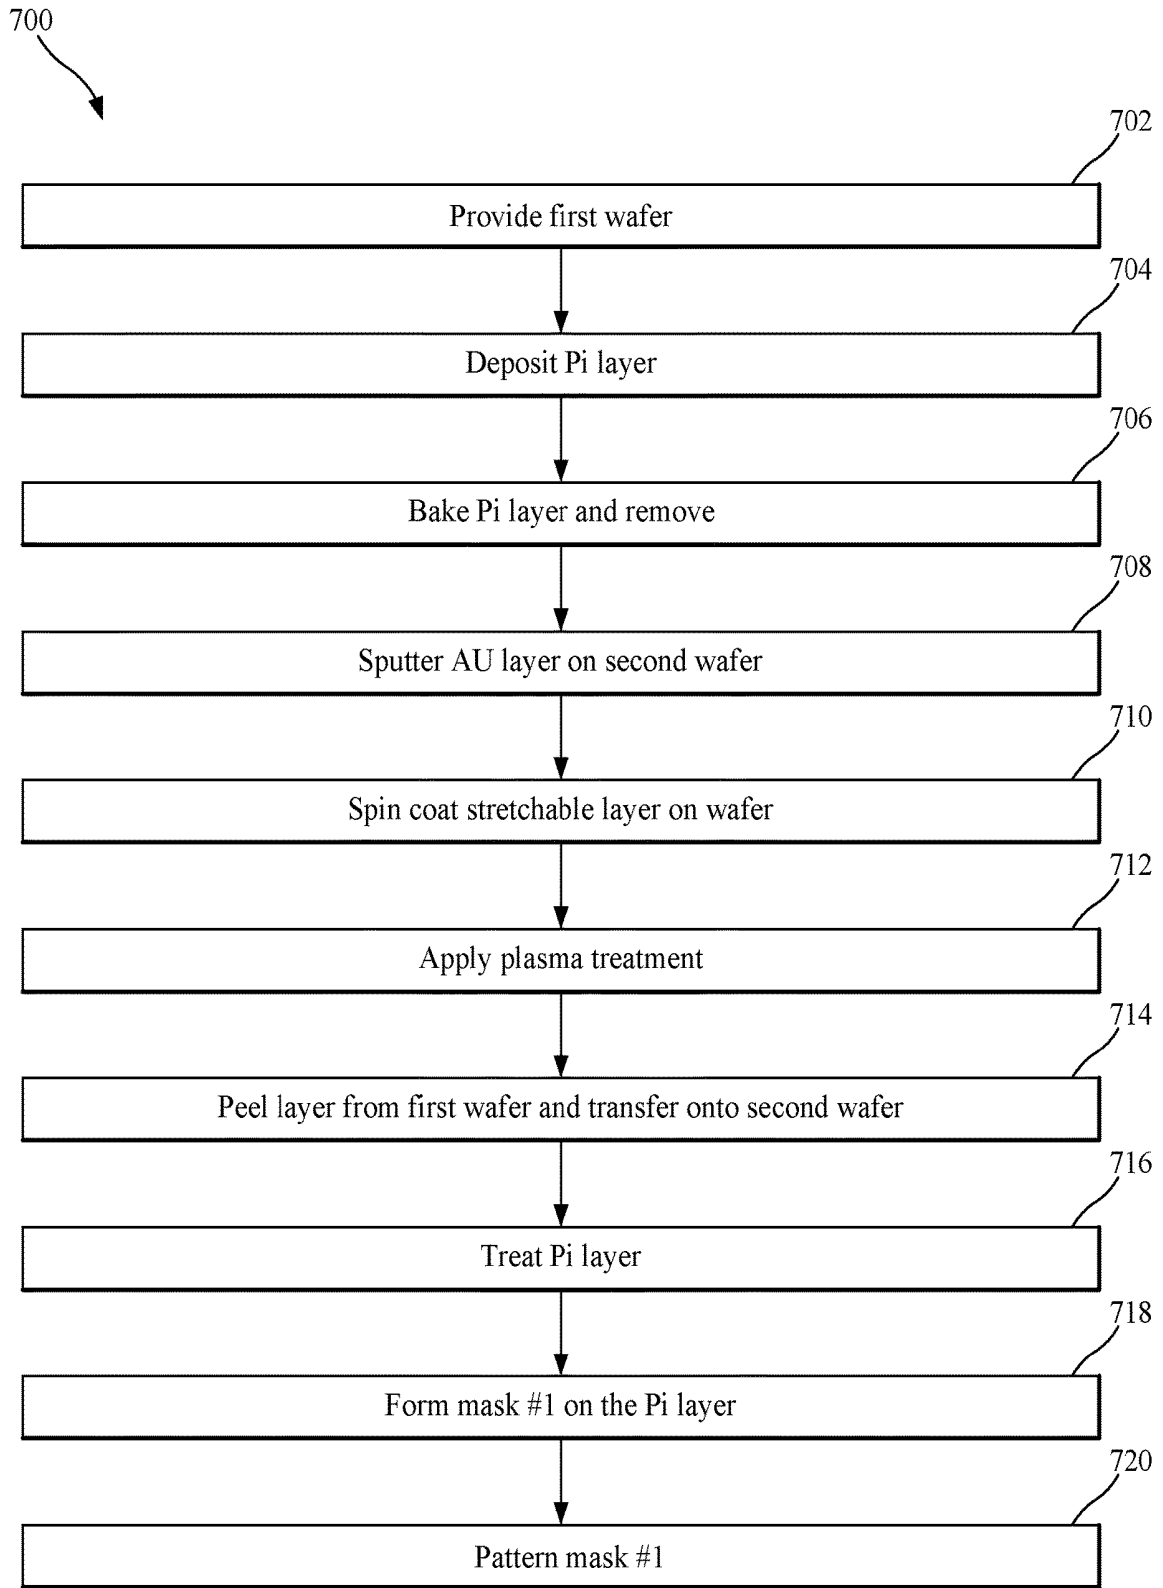 700
702
Provide first wafer
704
Deposit Pi layer
706
Bake Pi layer and remove
708
Sputter AU layer on second wafer
710
Spin coat stretchable layer on wafer
712
Apply plasma treatment
714
Peel layer from first wafer and transfer onto second wafer
716
Treat Pi layer
718
Form mask #1 on the Pi layer
720
Pattern mask #1